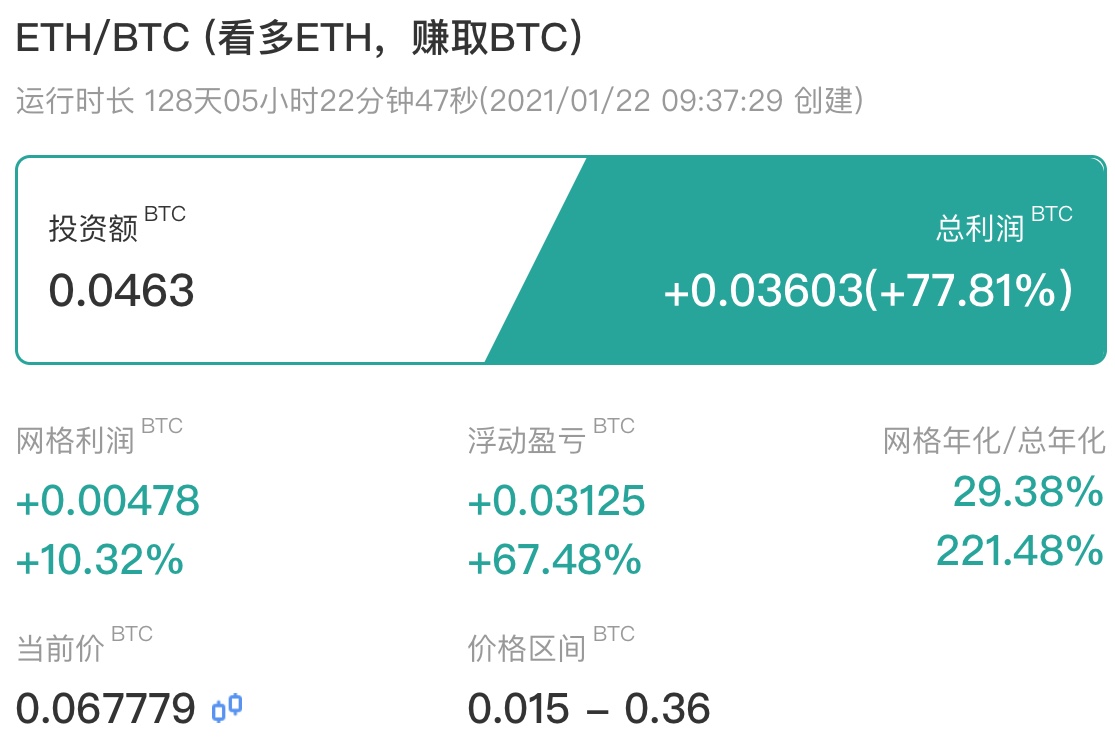 ETH/BTC (看多ETH，赚取BTC)
运行时长 128天05小时22分钟47秒(2021/01/22 09:37:29 创建)
投资额 BTC 总利润 BTC
0.0463 +0.03603(+77.81%)
网格利润 BTC 浮动盈亏 BTC 网格年化/总年化
+0.00478 +0.03125 29.38%
+10.32% +67.48% 221.48%
当前价 BTC 价格区间 BTC
0.067779 0.015 – 0.36